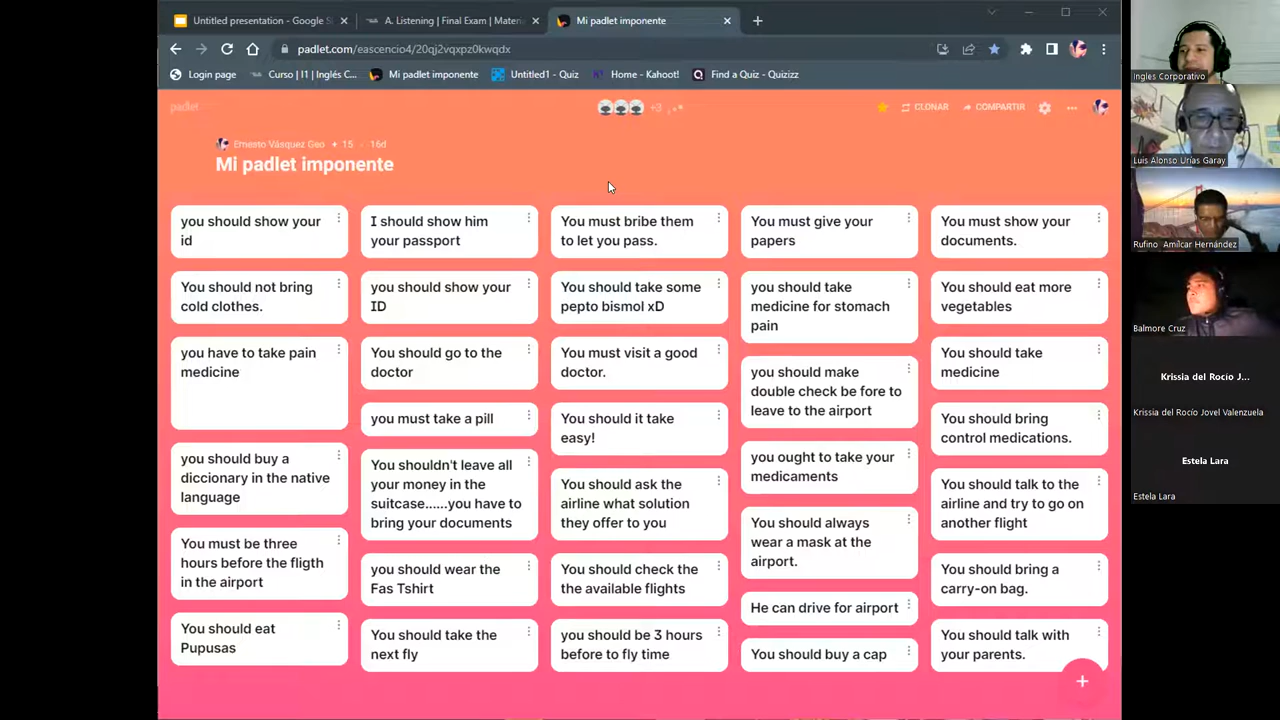 Untitled presentation - Google S
A. Listening | Final Exam | Mater
Mi padlet imponente
padlet.com/eascencio4/20qj2vqxpz0kwqdx
Login page
Curso | I1 | Inglés C...
Mi padlet imponente
Untitled1 - Quiz
Home - Kahoot!
Find a Quiz - Quizizz
padlet
+3
CLONAR
COMPARTIR
Ernesto Vásquez Geo + 15 · 16d
Mi padlet imponente
you should show your
id
I should show him
your passport
You must bribe them
to let you pass.
You must give your
papers
You must show your
documents.
You should not bring
cold clothes.
you should show your
ID
You should take some
pepto bismol xD
you should take
medicine for stomach
pain
You should eat more
vegetables
you have to take pain
medicine
You should go to the
doctor
You must visit a good
doctor.
you should make
double check be fore to
leave to the airport
You should take
medicine
you must take a pill
You should it take
easy!
You should bring
control medications.
you should buy a
diccionary in the native
language
You shouldn't leave all
your money in the
suitcase......you have to
bring your documents
You should ask the
airline what solution
they offer to you
you ought to take your
medicaments
You should talk to the
airline and try to go on
another flight
You must be three
hours before the fligth
in the airport
you should wear the
Fas Tshirt
You should check the
the available flights
You should always
wear a mask at the
airport.
You should bring a
carry-on bag.
You should eat
Pupusas
You should take the
next fly
you should be 3 hours
before to fly time
He can drive for airport
You should buy a cap
You should talk with
your parents.
Ingles Corporativo
Luis Alonso Urías Garay
Rufino Amílcar Hernández
Balmore Cruz
Krissia del Rocío J...
Krissia del Rocío Jovel Valenzuela
Estela Lara
Estela Lara